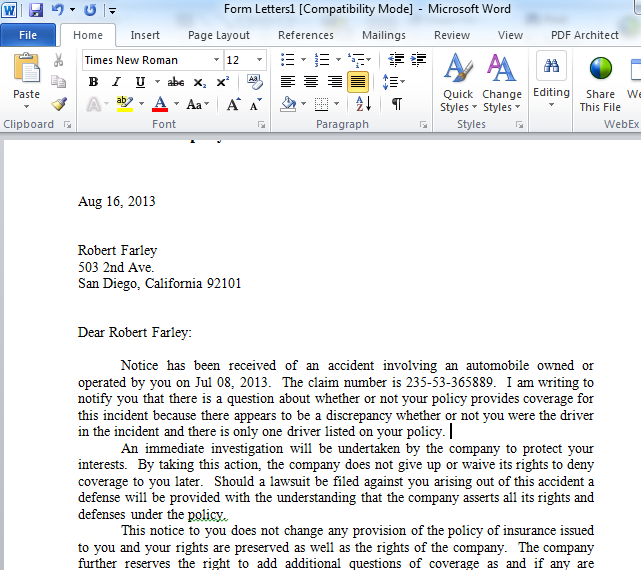 Form Letters1 [Compatibility Mode] - Microsoft Word
File Home Insert Page Layout References Mailings Review View PDF Architect
Times New Roman 12
Paste
B I U abc x₂ x² Aa A A
Quick Styles Change Styles Editing Share This File
Clipboard Font Paragraph Styles WebEx
Aug 16, 2013
Robert Farley
503 2nd Ave.
San Diego, California 92101
Dear Robert Farley:
Notice has been received of an accident involving an automobile owned or
operated by you on Jul 08, 2013. The claim number is 235-53-365889. I am writing to
notify you that there is a question about whether or not your policy provides coverage for
this incident because there appears to be a discrepancy whether or not you were the driver
in the incident and there is only one driver listed on your policy.
An immediate investigation will be undertaken by the company to protect your
interests. By taking this action, the company does not give up or waive its rights to deny
coverage to you later. Should a lawsuit be filed against you arising out of this accident a
defense will be provided with the understanding that the company asserts all its rights and
defenses under the policy.
This notice to you does not change any provision of the policy of insurance issued
to you and your rights are preserved as well as the rights of the company. The company
further reserves the right to add additional questions of coverage as and if any are